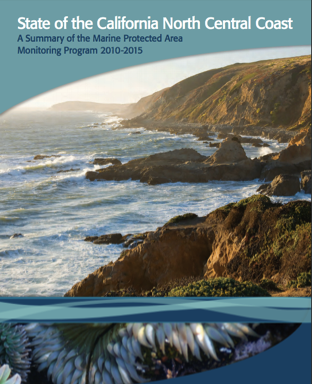 State of the California North Central Coast
A Summary of the Marine Protected Area
Monitoring Program 2010-2015